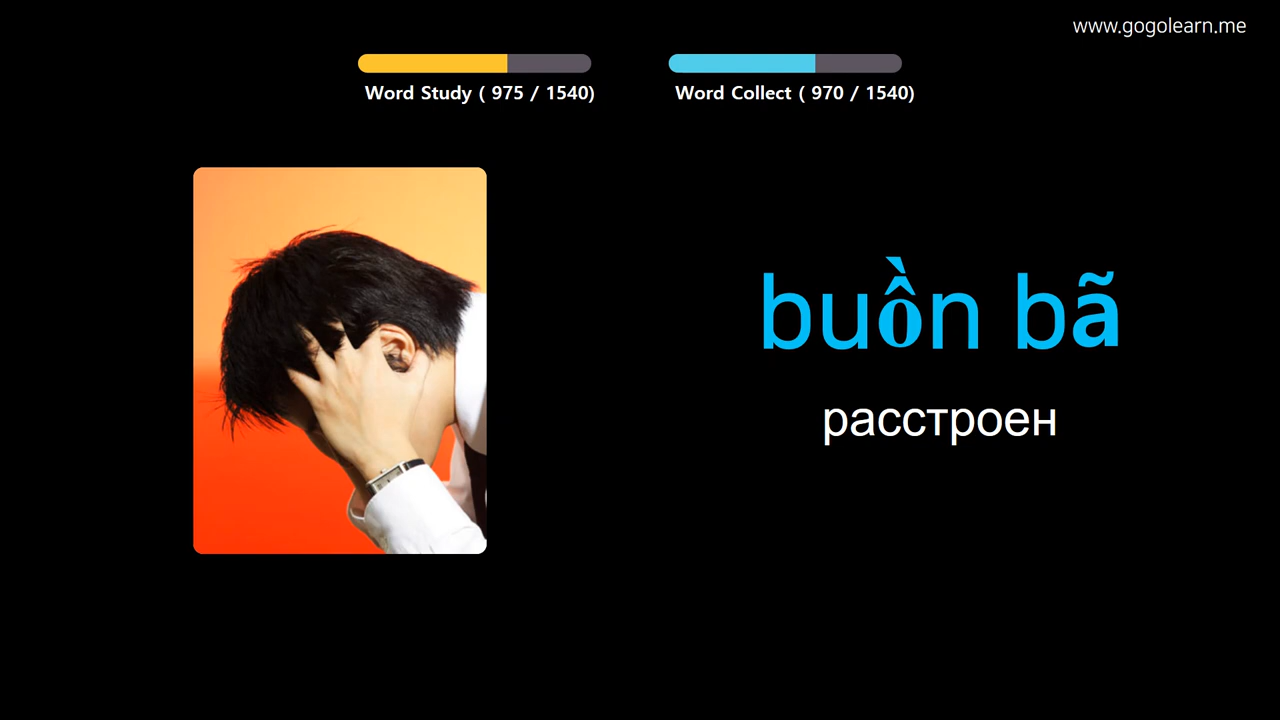 www.gogolearn.me
Word Study ( 975 / 1540)
Word Collect ( 970 / 1540)
buồn bã
расстроен